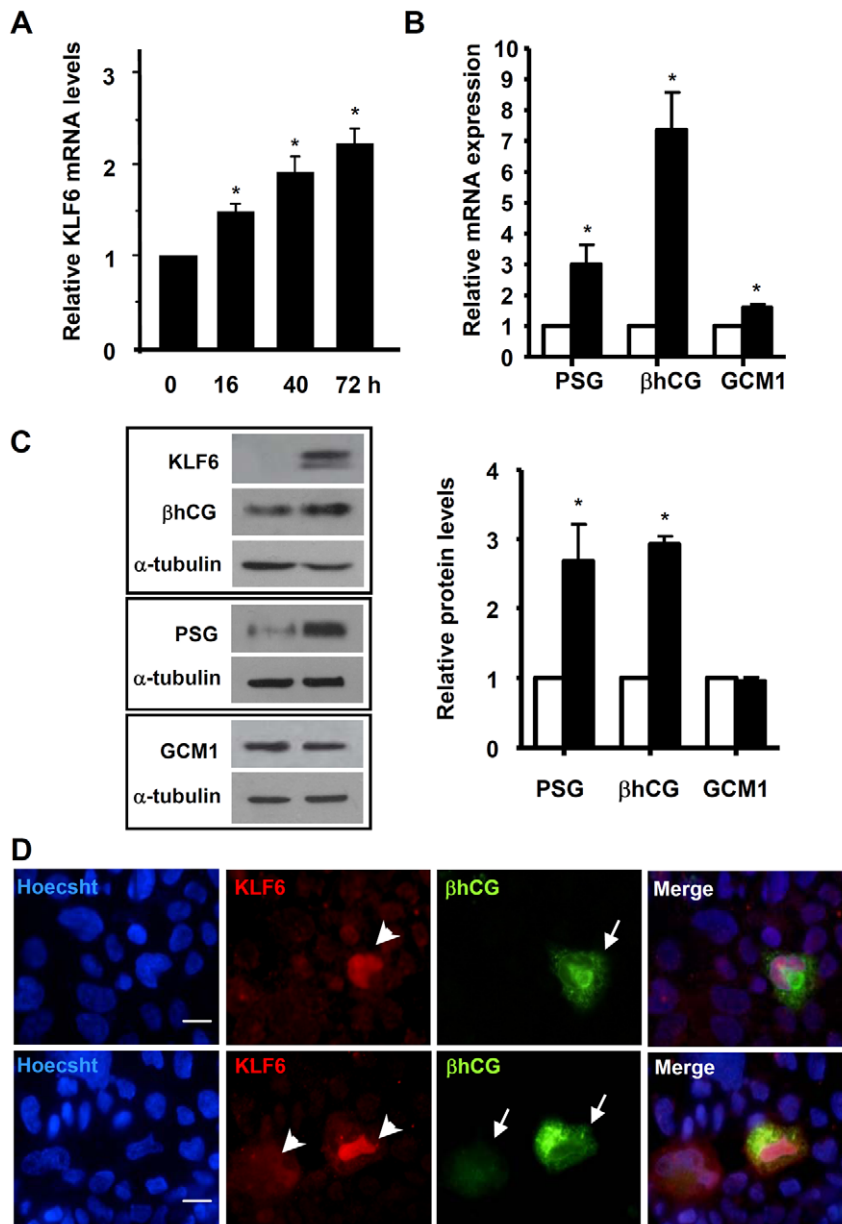 A
Relative KLF6 mRNA levels
3
2
1
0
*
*
*
0 16 40 72 h
B
Relative mRNA expression
10
9
8
7
6
5
4
3
2
1
0
*
*
*
PSG βhCG GCM1
C
KLF6
βhCG
α-tubulin
PSG
α-tubulin
GCM1
α-tubulin
Relative protein levels
4
3
2
1
0
*
*
PSG βhCG GCM1
D
Hoecsht KLF6 βhCG Merge
Hoecsht KLF6 βhCG Merge